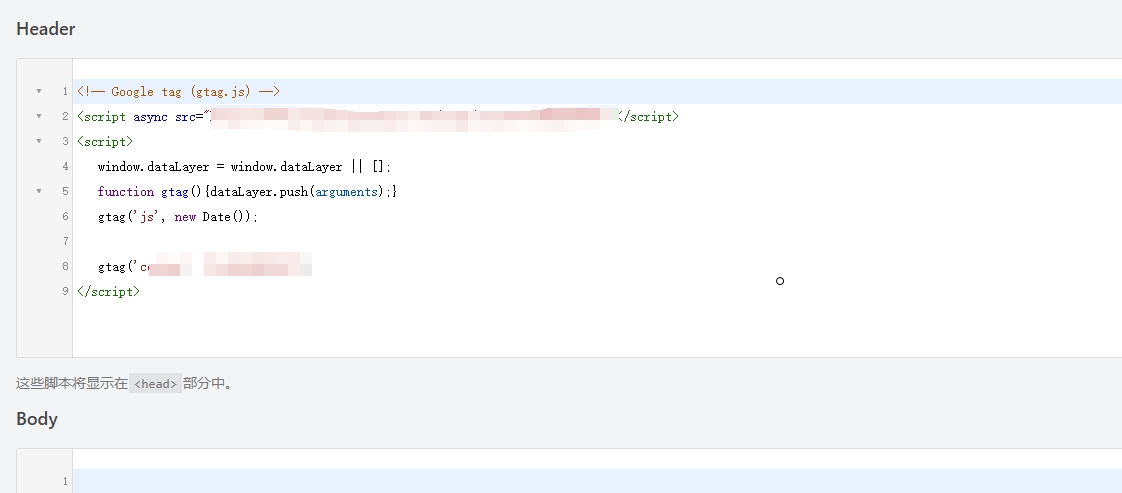 Header
1 <!-- Google tag (gtag.js) -->
2 <script async src=" </script>
3 <script>
4 window.dataLayer = window.dataLayer || [];
5 function gtag(){dataLayer.push(arguments);}
6 gtag('js', new Date());
7
8 gtag('c
9 </script>
这些脚本将显示在 <head> 部分中。
Body
1